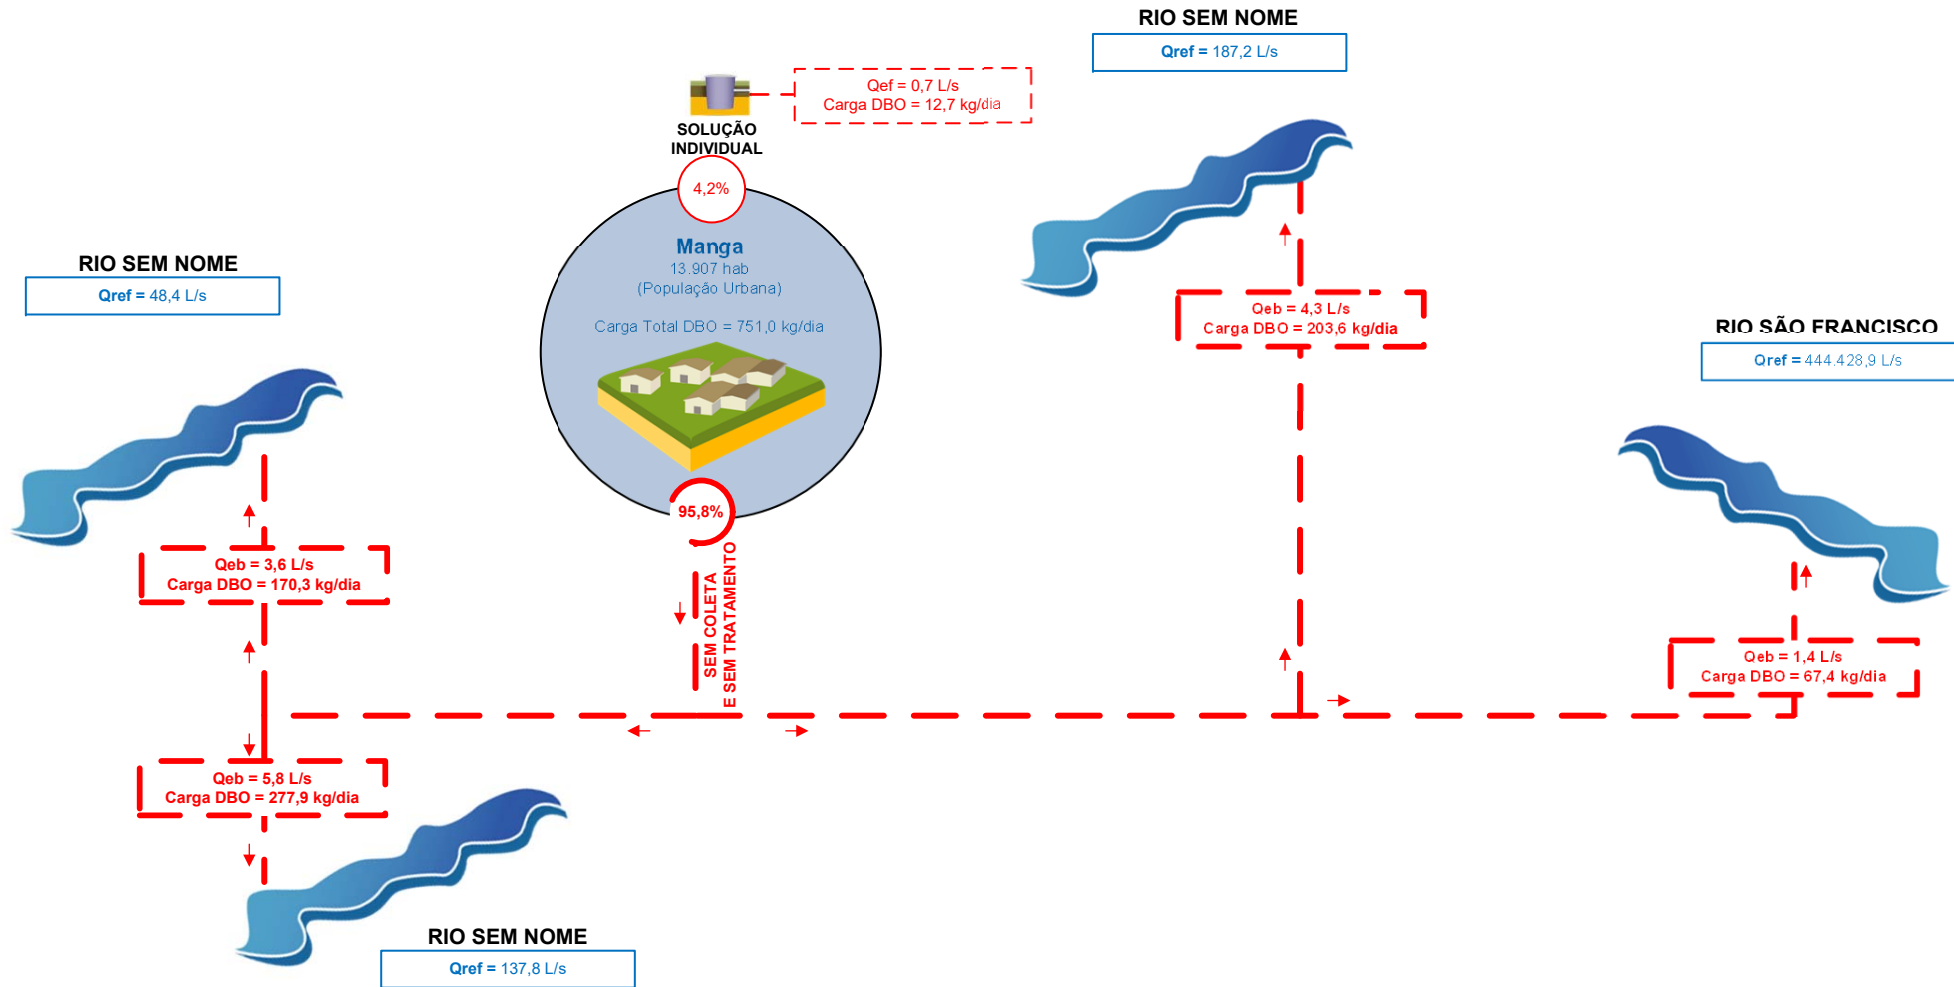 RIO SEM NOME
Qref = 187,2 L/s
Qef = 0,7 L/s
Carga DBO = 12,7 kg/dia
SOLUÇÃO
INDIVIDUAL
4,2%
Manga
13.907 hab
(População Urbana)
Carga Total DBO = 751,0 kg/dia
RIO SEM NOME
Qref = 48,4 L/s
Qeb = 4,3 L/s
Carga DBO = 203,6 kg/dia
RIO SÃO FRANCISCO
Qref = 444.428,9 L/s
95,8%
SEM COLETA
E SEM TRATAMENTO
Qeb = 3,6 L/s
Carga DBO = 170,3 kg/dia
Qeb = 1,4 L/s
Carga DBO = 67,4 kg/dia
Qeb = 5,8 L/s
Carga DBO = 277,9 kg/dia
RIO SEM NOME
Qref = 137,8 L/s